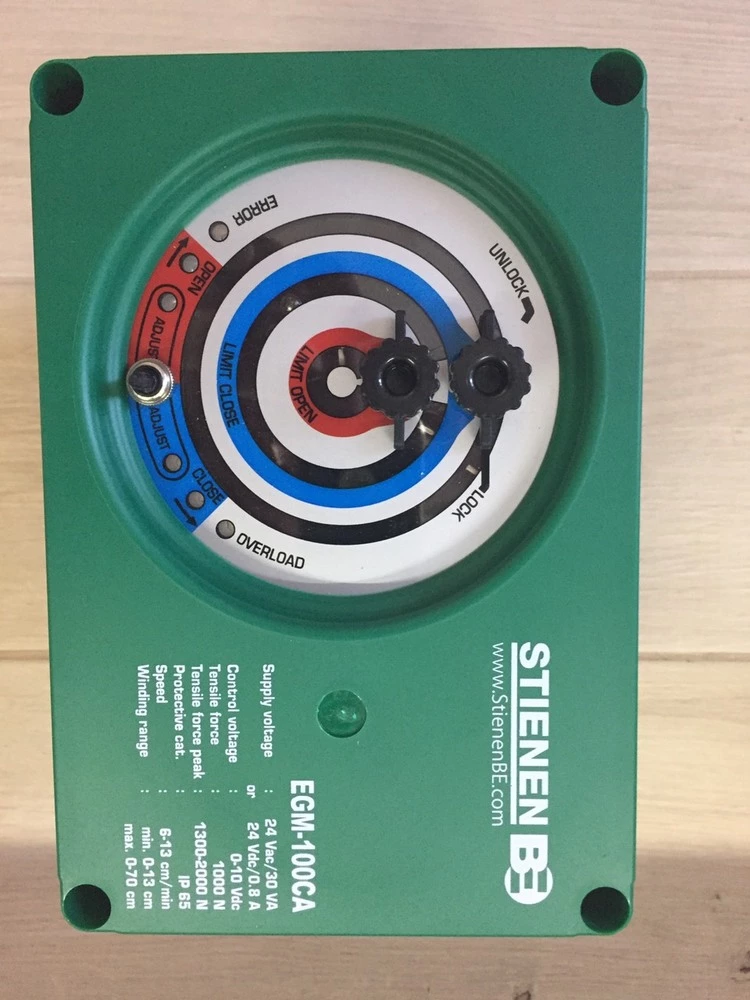 ERROR
OPEN
ADJUST
ADJUST
CLOSE
OVERLOAD
UNLOCK
LOCK
LIMIT CLOSE
LIMIT OPEN
STIENEN BE
www.StienenBE.com
EGM-100CA
Supply voltage : 24 Vac/30 VA
or 24 Vdc/0.8 A
Control voltage : 0-10 Vdc
Tensile force : 1000 N
Tensile force peak : 1300-2000 N
Protective cat. : IP 65
Speed : 6-13 cm/min
Winding range : min. 0-13 cm
max. 0-70 cm